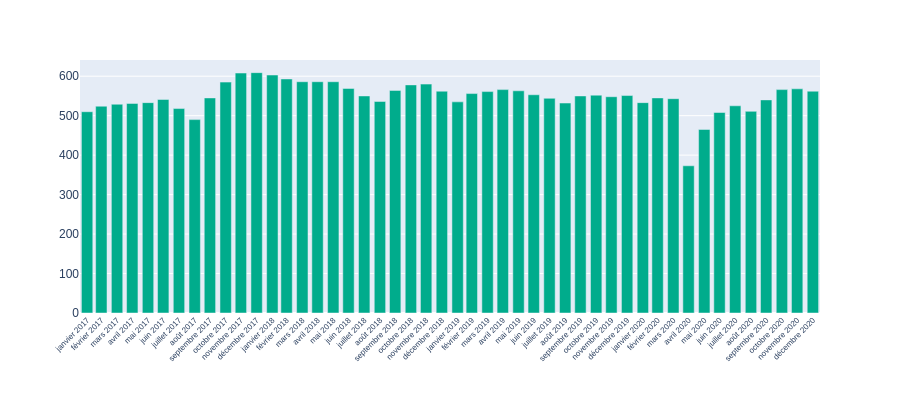 600
500
400
300
200
100
0
janvier 2017
février 2017
mars 2017
avril 2017
mai 2017
juin 2017
juillet 2017
août 2017
septembre 2017
octobre 2017
novembre 2017
décembre 2017
janvier 2018
février 2018
mars 2018
avril 2018
mai 2018
juin 2018
juillet 2018
août 2018
septembre 2018
octobre 2018
novembre 2018
décembre 2018
janvier 2019
février 2019
mars 2019
avril 2019
mai 2019
juin 2019
juillet 2019
août 2019
septembre 2019
octobre 2019
novembre 2019
décembre 2019
janvier 2020
février 2020
mars 2020
avril 2020
mai 2020
juin 2020
juillet 2020
août 2020
septembre 2020
octobre 2020
novembre 2020
décembre 2020